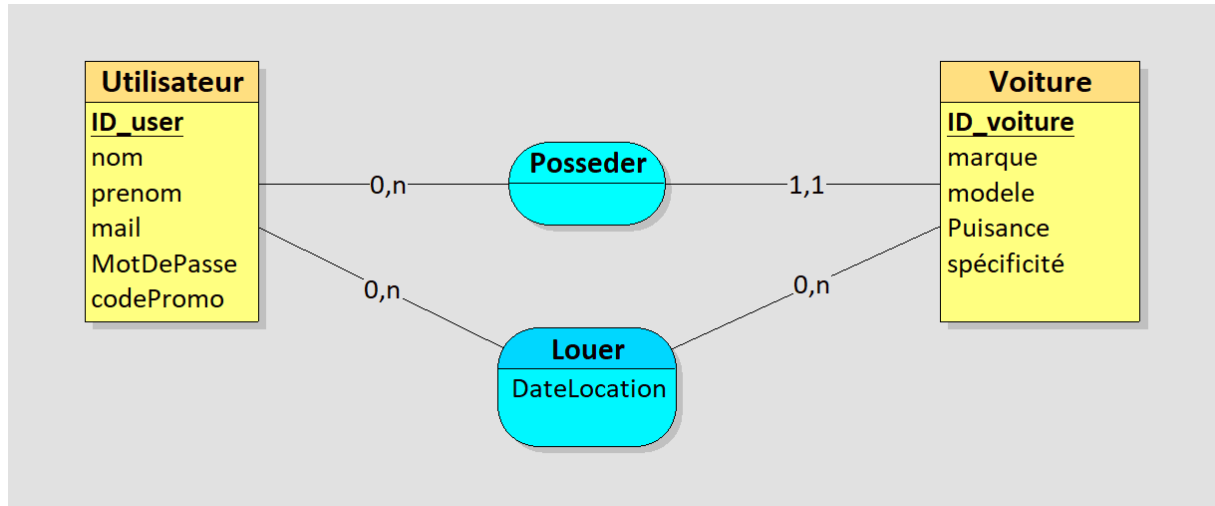 Utilisateur
ID_user
nom
prenom
mail
MotDePasse
codePromo
0,n
Posseder
1,1
Voiture
ID_voiture
marque
modele
Puisance
spécificité
0,n
Louer
DateLocation
0,n